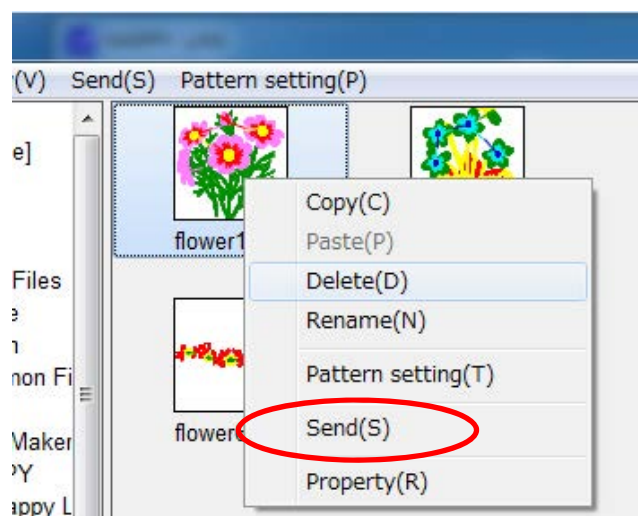 (V) Send(S) Pattern setting(P)
e]
Files
e
n
non Fi
Maker
PY
appy L
flower1
flower
Copy(C)
Paste(P)
Delete(D)
Rename(N)
Pattern setting(T)
Send(S)
Property(R)